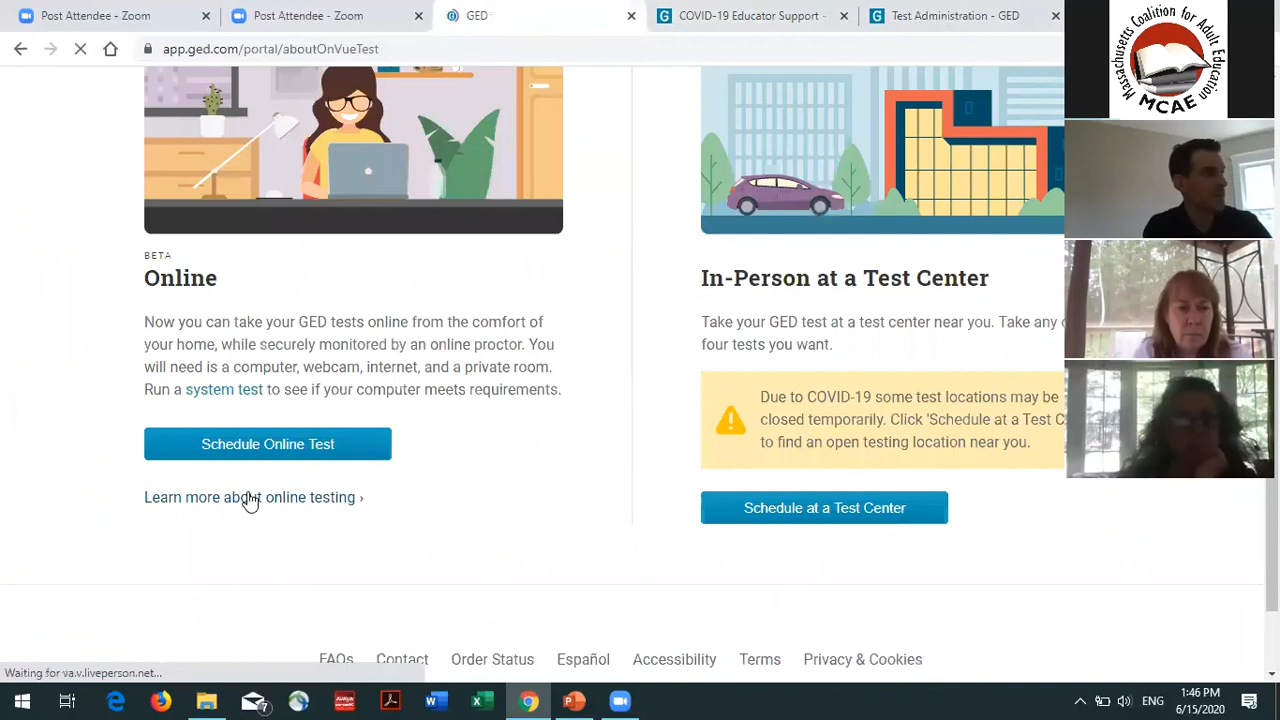 Post Attendee - Zoom
Post Attendee - Zoom
GED
COVID-19 Educator Support -
Test Administration - GED
app.ged.com/portal/aboutOnVueTest
Massachusetts Coalition for Adult Education
MCAE
BETA
Online
Now you can take your GED tests online from the comfort of
your home, while securely monitored by an online proctor. You
will need is a computer, webcam, internet, and a private room.
Run a system test to see if your computer meets requirements.
Schedule Online Test
Learn more about online testing ›
In-Person at a Test Center
Take your GED test at a test center near you. Take any
four tests you want.
Due to COVID-19 some test locations may be
closed temporarily. Click 'Schedule at a Test C
to find an open testing location near you.
Schedule at a Test Center
FAQs Contact Order Status Español Accessibility Terms Privacy & Cookies
Waiting for va.v.liveperson.net...
7
AVAYA
ENG
1:46 PM
6/15/2020